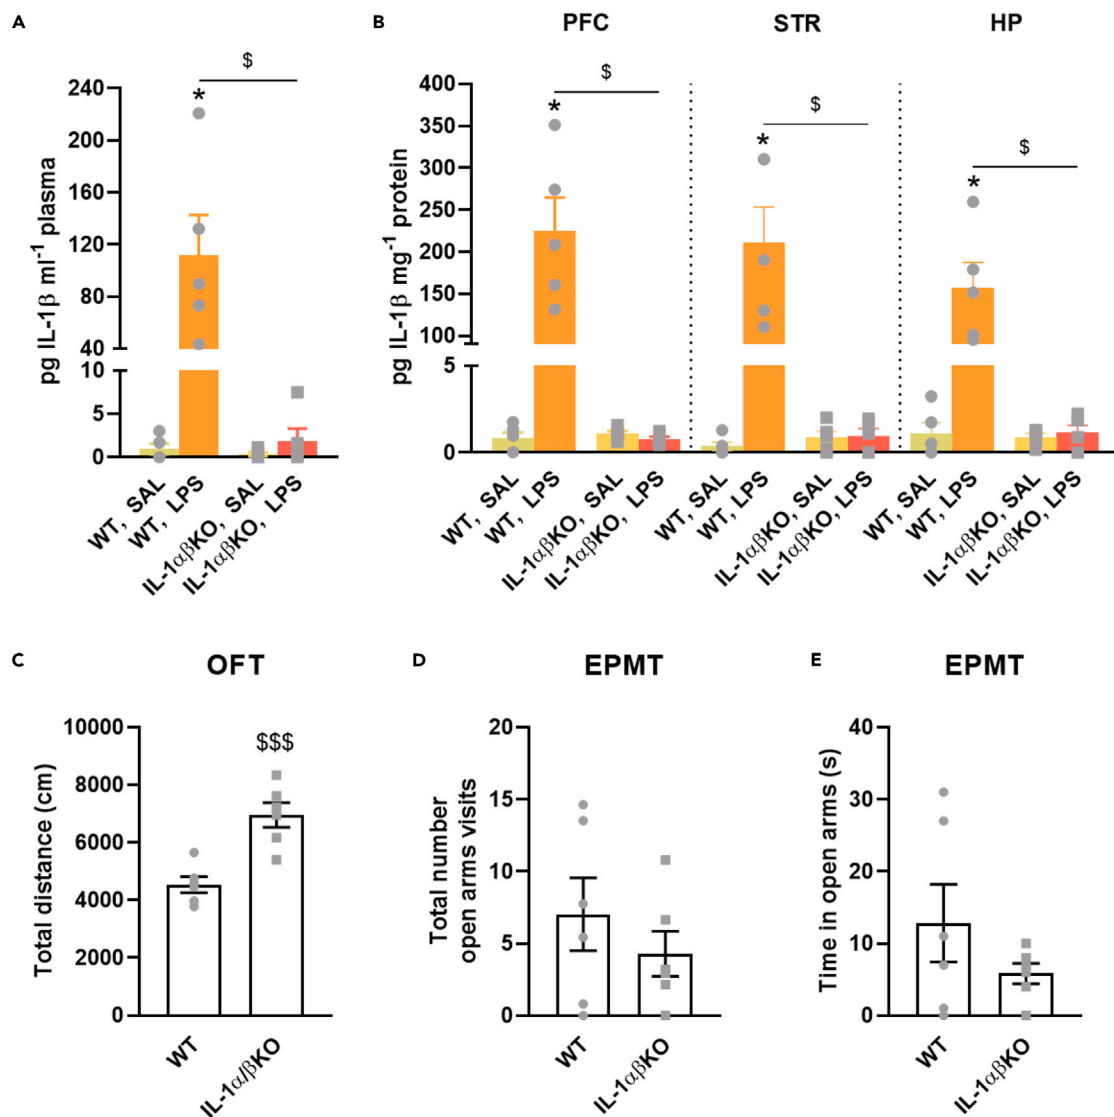 A
$
*
240
220
160
120
80
40
10
5
0
pg IL-1β ml⁻¹ plasma
WT, SAL
WT, LPS
IL-1αβKO, SAL
IL-1αβKO, LPS
B
PFC
STR
HP
$
*
$
*
$
*
400
350
300
250
200
150
100
5
0
pg IL-1β mg⁻¹ protein
WT, SAL
WT, LPS
IL-1αβKO, SAL
IL-1αβKO, LPS
WT, SAL
WT, LPS
IL-1αβKO, SAL
IL-1αβKO, LPS
WT, SAL
WT, LPS
IL-1αβKO, SAL
IL-1αβKO, LPS
C
OFT
$$$
10000
8000
6000
4000
2000
0
Total distance (cm)
WT
IL-1α/βKO
D
EPMT
20
15
10
5
0
Total number
open arms visits
WT
IL-1αβKO
E
EPMT
40
30
20
10
0
Time in open arms (s)
WT
IL-1αβKO